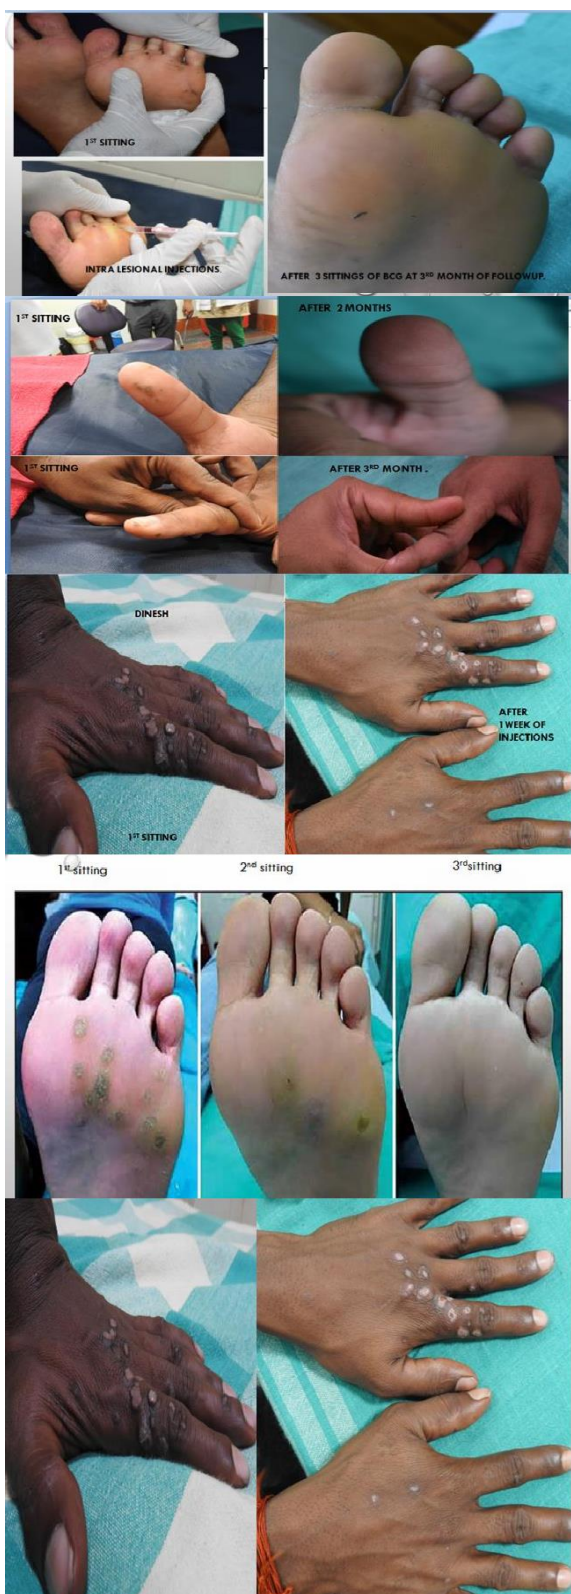 1ST SITTING
INTRA LESIONAL INJECTIONS
AFTER 3 SITTINGS OF BCG AT 3RD MONTH OF FOLLOWUP.
1ST SITTING
AFTER 2 MONTHS
1ST SITTING
AFTER 3RD MONTH .
DINESH
1ST SITTING
AFTER
1 WEEK OF
INJECTIONS
1st sitting
2nd sitting
3rdsitting